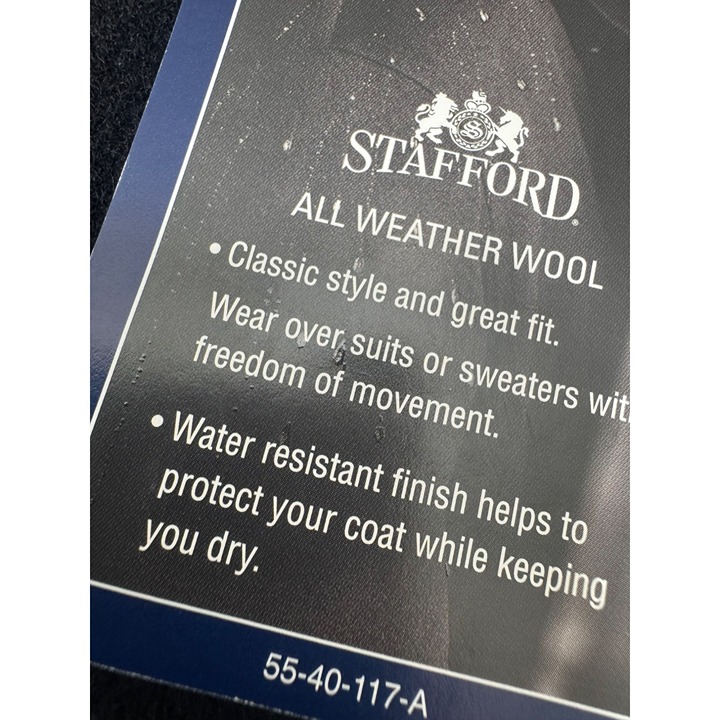 S
STAFFORD®
ALL WEATHER WOOL
• Classic style and great fit.
Wear over suits or sweaters
freedom of movement.
• Water resistant finish helps to
protect your coat while keeping
you dry.
55-40-117-A